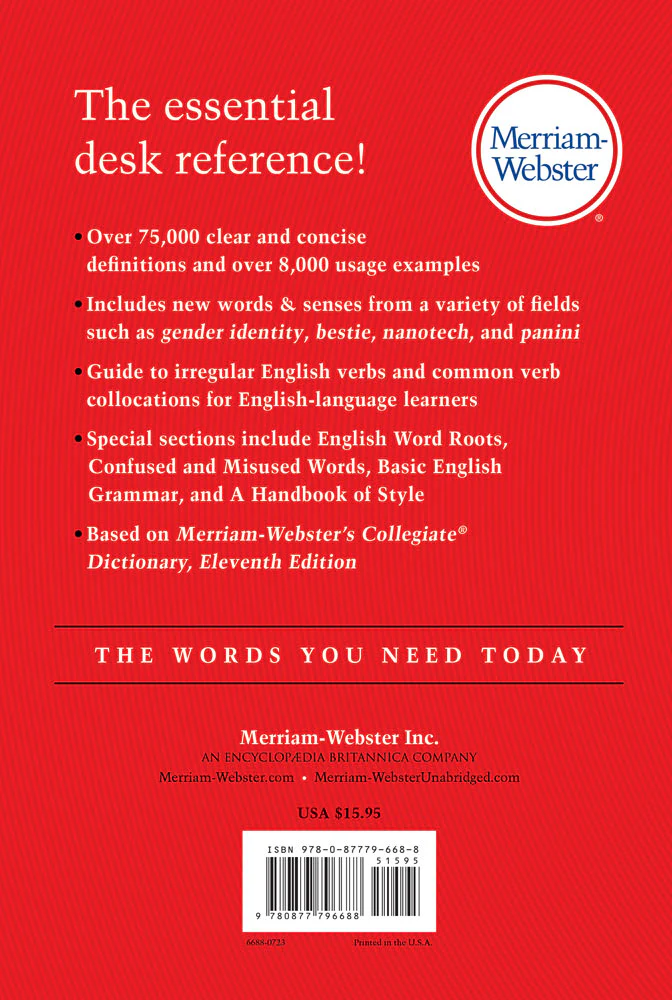 The essential
desk reference!
Merriam-
Webster
®
• Over 75,000 clear and concise
definitions and over 8,000 usage examples
• Includes new words & senses from a variety of fields
such as gender identity, bestie, nanotech, and panini
• Guide to irregular English verbs and common verb
collocations for English-language learners
• Special sections include English Word Roots,
Confused and Misused Words, Basic English
Grammar, and A Handbook of Style
• Based on Merriam-Webster's Collegiate®
Dictionary, Eleventh Edition
THE WORDS YOU NEED TODAY
Merriam-Webster Inc.
AN ENCYCLOPÆDIA BRITANNICA COMPANY
Merriam-Webster.com • Merriam-WebsterUnabridged.com
USA $15.95
ISBN 978-0-87779-668-8
51595
9 780877 796688
6688-0723 Printed in the U.S.A.